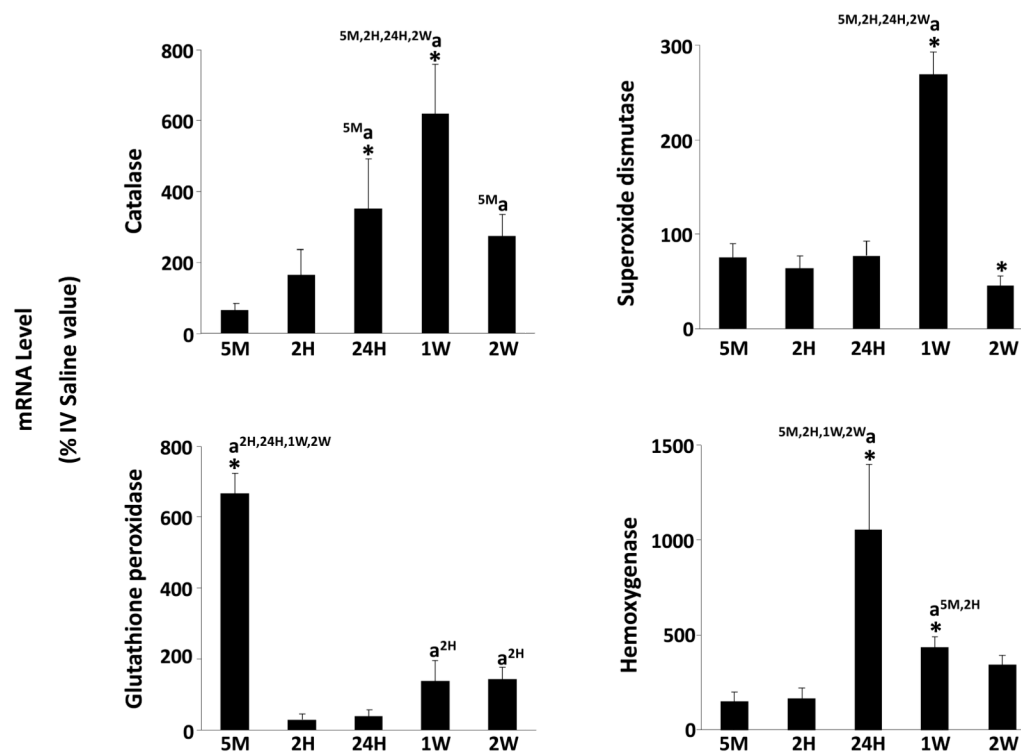 mRNA Level
(% IV Saline value)
Catalase
800
600
400
200
0
5M,2H,24H,2Wa
*
5Ma
*
5Ma
5M 2H 24H 1W 2W
Superoxide dismutase
300
200
100
0
5M,2H,24H,2Wa
*
*
5M 2H 24H 1W 2W
Glutathione peroxidase
800
600
400
200
0
a2H,24H,1W,2W
*
a2H a2H
5M 2H 24H 1W 2W
Hemoxygenase
1500
1000
500
0
5M,2H,1W,2Wa
*
a5M,2H
*
5M 2H 24H 1W 2W